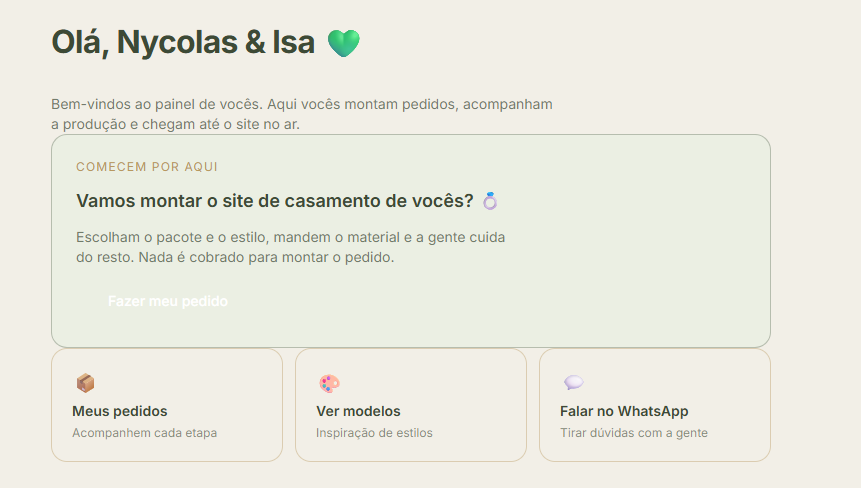 Olá, Nycolas & Isa 💚
Bem-vindos ao painel de vocês. Aqui vocês montam pedidos, acompanham
a produção e chegam até o site no ar.
COMECEM POR AQUI
Vamos montar o site de casamento de vocês? 💍
Escolham o pacote e o estilo, mandem o material e a gente cuida
do resto. Nada é cobrado para montar o pedido.
Fazer meu pedido
Meus pedidos
Acompanhem cada etapa
Ver modelos
Inspiração de estilos
Falar no WhatsApp
Tirar dúvidas com a gente